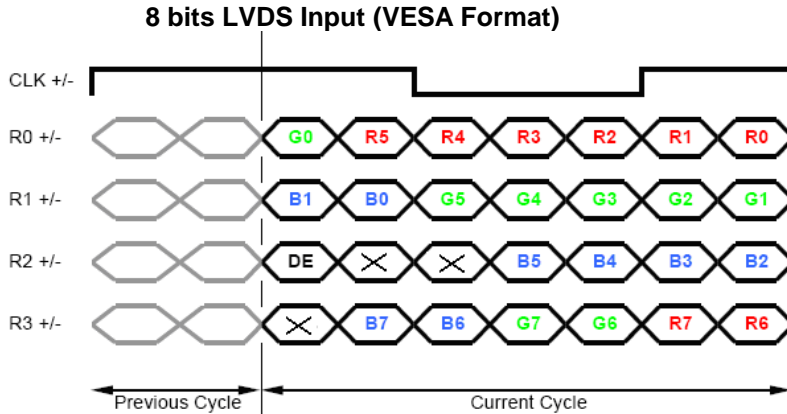 8 bits LVDS Input (VESA Format)
CLK +/-
R0 +/- G0 R5 R4 R3 R2 R1 R0
R1 +/- B1 B0 G5 G4 G3 G2 G1
R2 +/- DE B5 B4 B3 B2
R3 +/- B7 B6 G7 G6 R7 R6
Previous Cycle Current Cycle